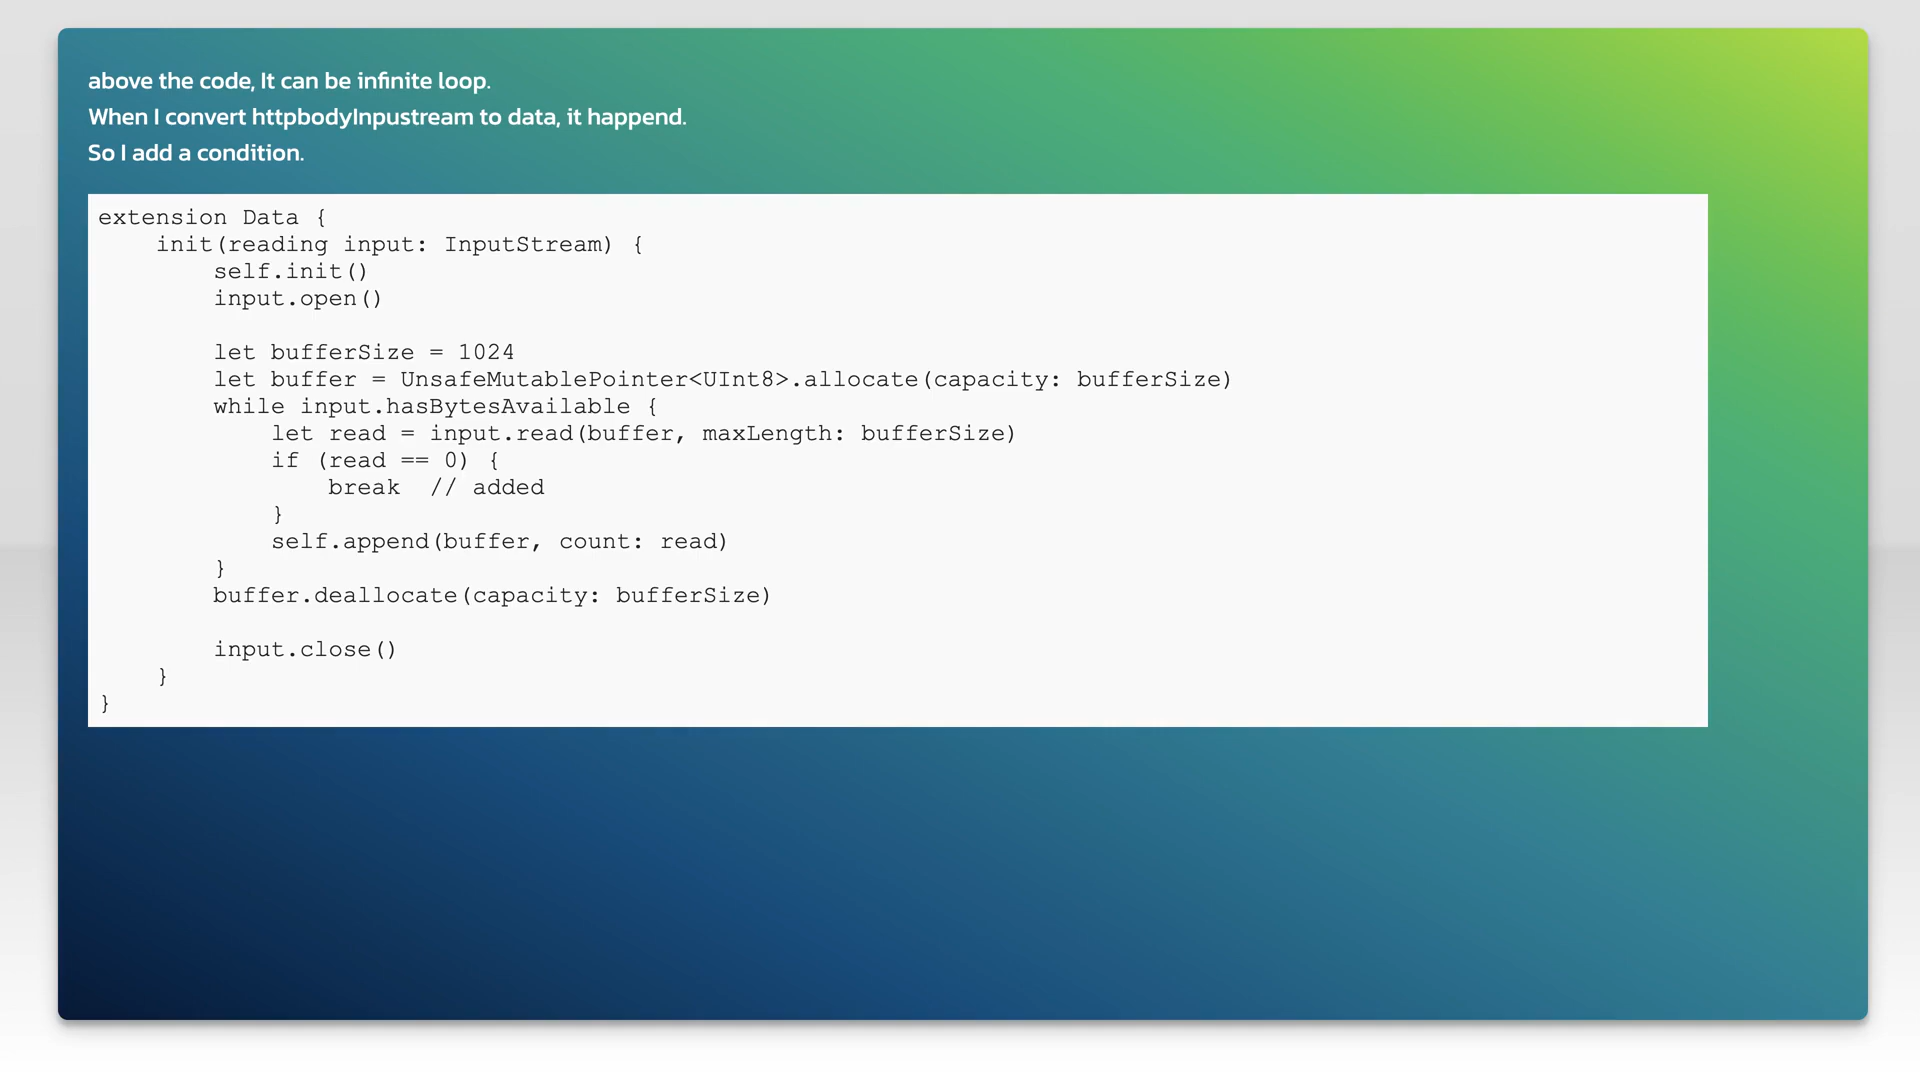 above the code, It can be infinite loop.
When I convert httpbodyInpustream to data, it happend.
So I add a condition.
extension Data {
    init(reading input: InputStream) {
        self.init()
        input.open()

        let bufferSize = 1024
        let buffer = UnsafeMutablePointer<UInt8>.allocate(capacity: bufferSize)
        while input.hasBytesAvailable {
            let read = input.read(buffer, maxLength: bufferSize)
            if (read == 0) {
                break  // added
            }
            self.append(buffer, count: read)
        }
        buffer.deallocate(capacity: bufferSize)

        input.close()
    }
}